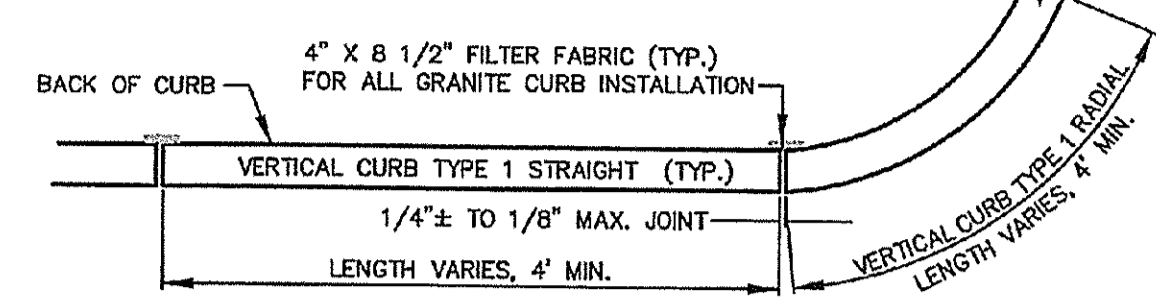 4" X 8 1/2" FILTER FABRIC (TYP.)
FOR ALL GRANITE CURB INSTALLATION
BACK OF CURB
VERTICAL CURB TYPE 1 STRAIGHT (TYP.)
1/4"± TO 1/8" MAX. JOINT
LENGTH VARIES, 4' MIN.
VERTICAL CURB TYPE 1 RADIAL
LENGTH VARIES, 4' MIN.